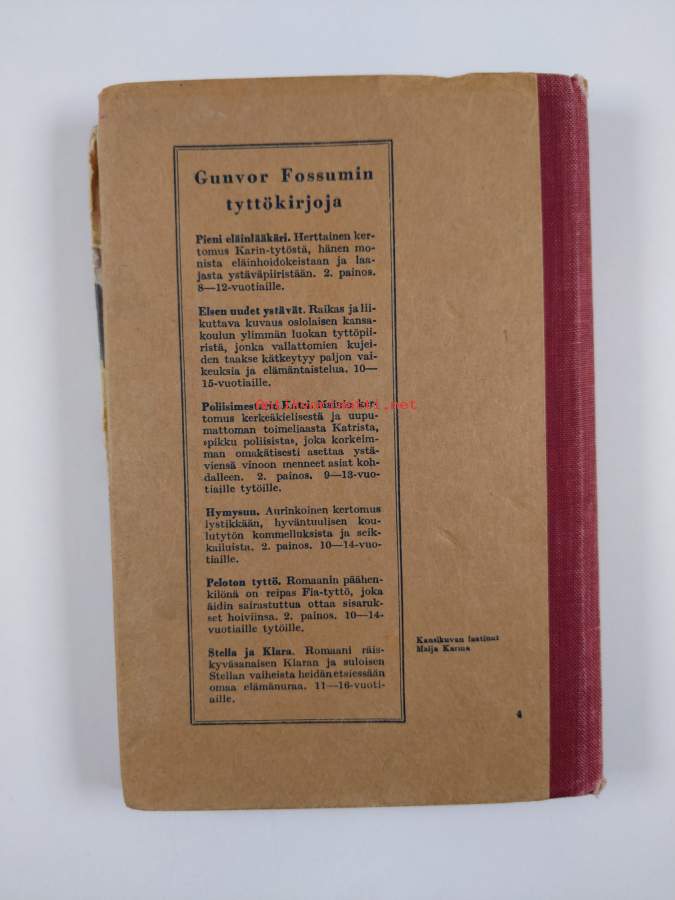 Gunvor Fossumin
tyttökirjoja
Pieni eläinlääkäri. Herttainen ker-
tomus Karin-tytöstä, hänen mo-
nista eläinhoidokeistaan ja laa-
jasta ystäväpiiristään. 2. painos.
8—12-vuotiaille.
Elsen uudet ystävät. Raikas ja lii-
kuttava kuvaus oslolaisen kansa-
koulun ylimmän luokan tyttöpii-
ristä, jonka vallattomien kujei-
den taakse kätkeytyy paljon vai-
keuksia ja elämäntaistelua. 10—
15-vuotiaille.
Poliisimestarin Katri. ker-
tomus kerkeäkielisestä ja uupu-
mattoman toimeliaasta Katrista,
»pikku poliisista», joka korkeim-
man omakätisesti asettaa ystä-
viensä vinoon menneet asiat koh-
dalleen. 2. painos. 9—13-vuo-
tiaille tytöille.
Hymysun. Aurinkoinen kertomus
lystikkään, hyväntuulisen kou-
lutytön kommelluksista ja seik-
kailuista. 2. painos. 10—14-vuo-
tiaille.
Peloton tyttö. Romaanin päähen-
kilönä on reipas Fia-tyttö, joka
äidin sairastuttua ottaa sisaruk-
set hoiviinsa. 2. painos. 10—14-
vuotiaille tytöille.
Stella ja Klara. Romaani räis-
kyväsanaisen Klaran ja suloisen
Stellan vaiheista heidän etsiessään
omaa elämänuraa. 11—16-vuoti-
aille.
Kansikuvan laatinut
Maija Karma
4